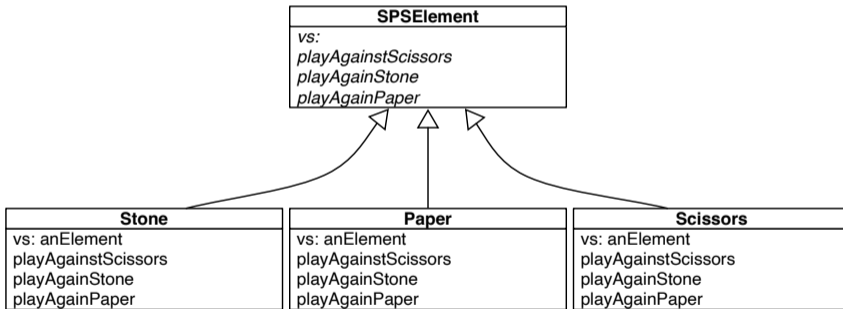 SPSElement
vs:
playAgainstScissors
playAgainStone
playAgainPaper
Stone
vs: anElement
playAgainstScissors
playAgainStone
playAgainPaper
Paper
vs: anElement
playAgainstScissors
playAgainStone
playAgainPaper
Scissors
vs: anElement
playAgainstScissors
playAgainStone
playAgainPaper